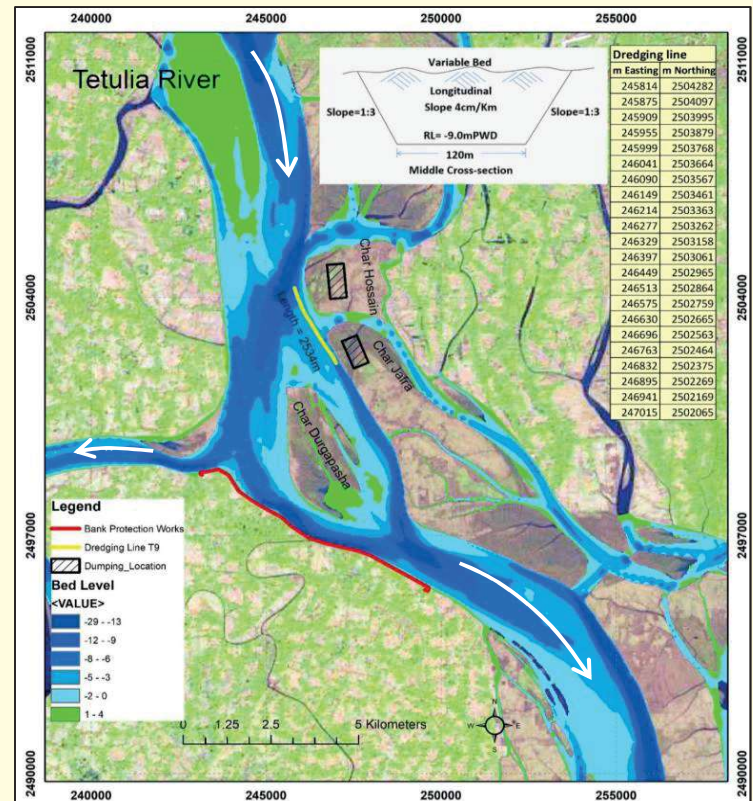 240000 245000 250000 255000
2511000
2504000
2497000
2490000
Tetulia River
Variable Bed
Longitudinal
Slope 4cm/Km
Slope=1:3
Slope=1:3
RL= -9.0mPWD
120m
Middle Cross-section
Dredging line
m Easting m Northing
245814 2504282
245875 2504097
245909 2503995
245955 2503879
245999 2503768
246041 2503664
246090 2503567
246149 2503461
246214 2503363
246277 2503262
246329 2503158
246397 2503061
246449 2502965
246513 2502864
246575 2502759
246630 2502665
246696 2502563
246763 2502464
246832 2502375
246895 2502269
246941 2502169
247015 2502065
Char Hossain
Length = 2534m
Char Jafra
Char Durgapasha
Legend
Bank Protection Works
Dredging Line T9
Dumping_Location
Bed Level
<VALUE>
-29 - -13
-12 - -9
-8 - -6
-5 - -3
-2 - 0
1 - 4
0 1.25 2.5 5 Kilometers
N
W E
S
2511000
2504000
2497000
2490000
240000 245000 250000 255000